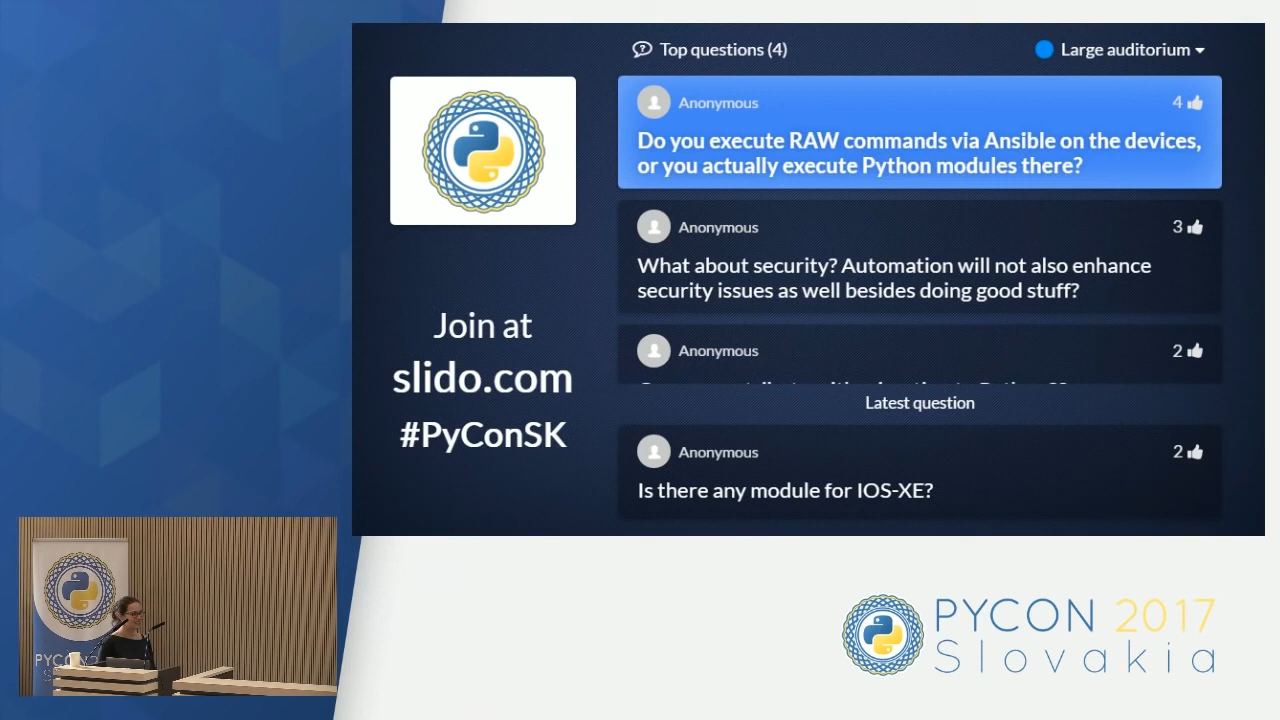 Top questions (4)
Large auditorium
Anonymous
4
Do you execute RAW commands via Ansible on the devices,
or you actually execute Python modules there?
Anonymous
3
What about security? Automation will not also enhance
security issues as well besides doing good stuff?
Anonymous
2
Latest question
Anonymous
2
Is there any module for IOS-XE?
Join at
slido.com
#PyConSK
PYCON 2017
Slovakia